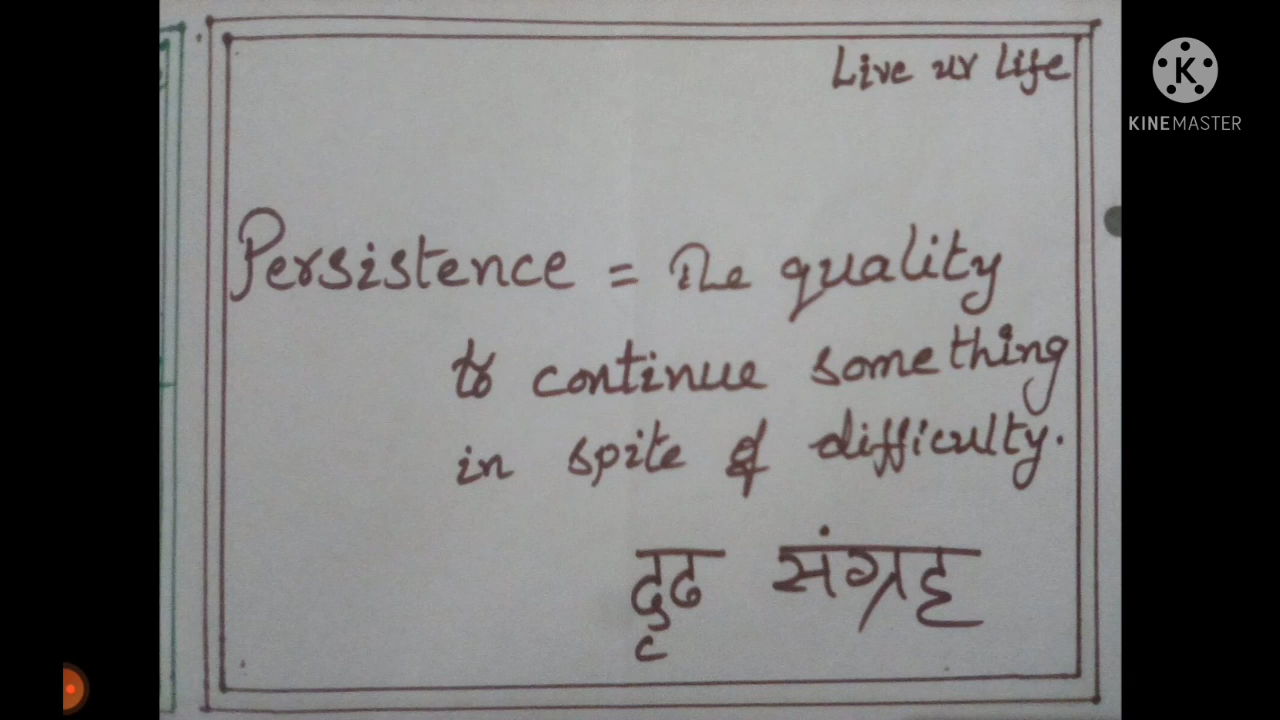 Live ur life
KINEMASTER
Persistence = The quality
to continue something
in spite of difficulty.
दृढ संग्रह